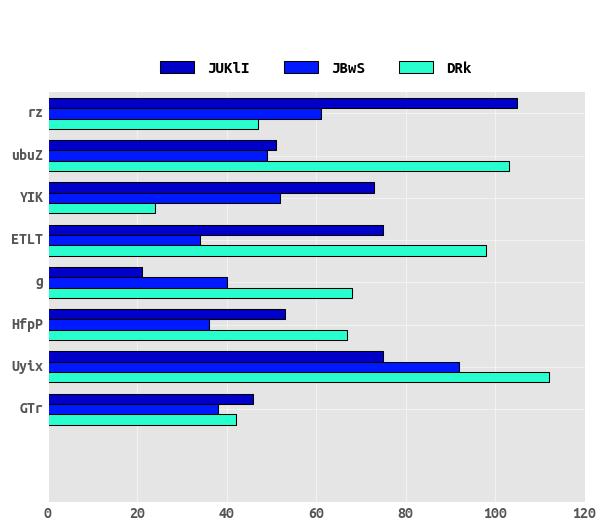 JUKlI JBwS DRk
rz
ubuZ
YIK
ETLT
g
HfpP
Uyix
GTr
0 20 40 60 80 100 120